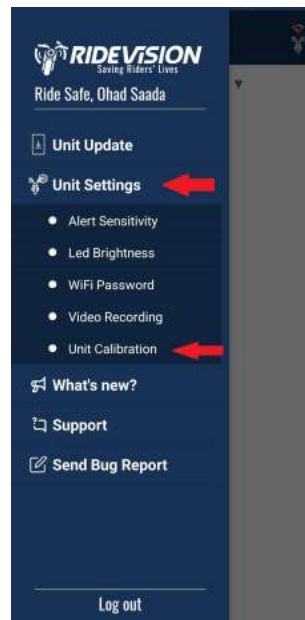 RIDEVISION
Saving Riders' Lives
Ride Safe, Ohad Saada
Unit Update
Unit Settings
Alert Sensitivity
Led Brightness
WiFi Password
Video Recording
Unit Calibration
What's new?
Support
Send Bug Report
Log out